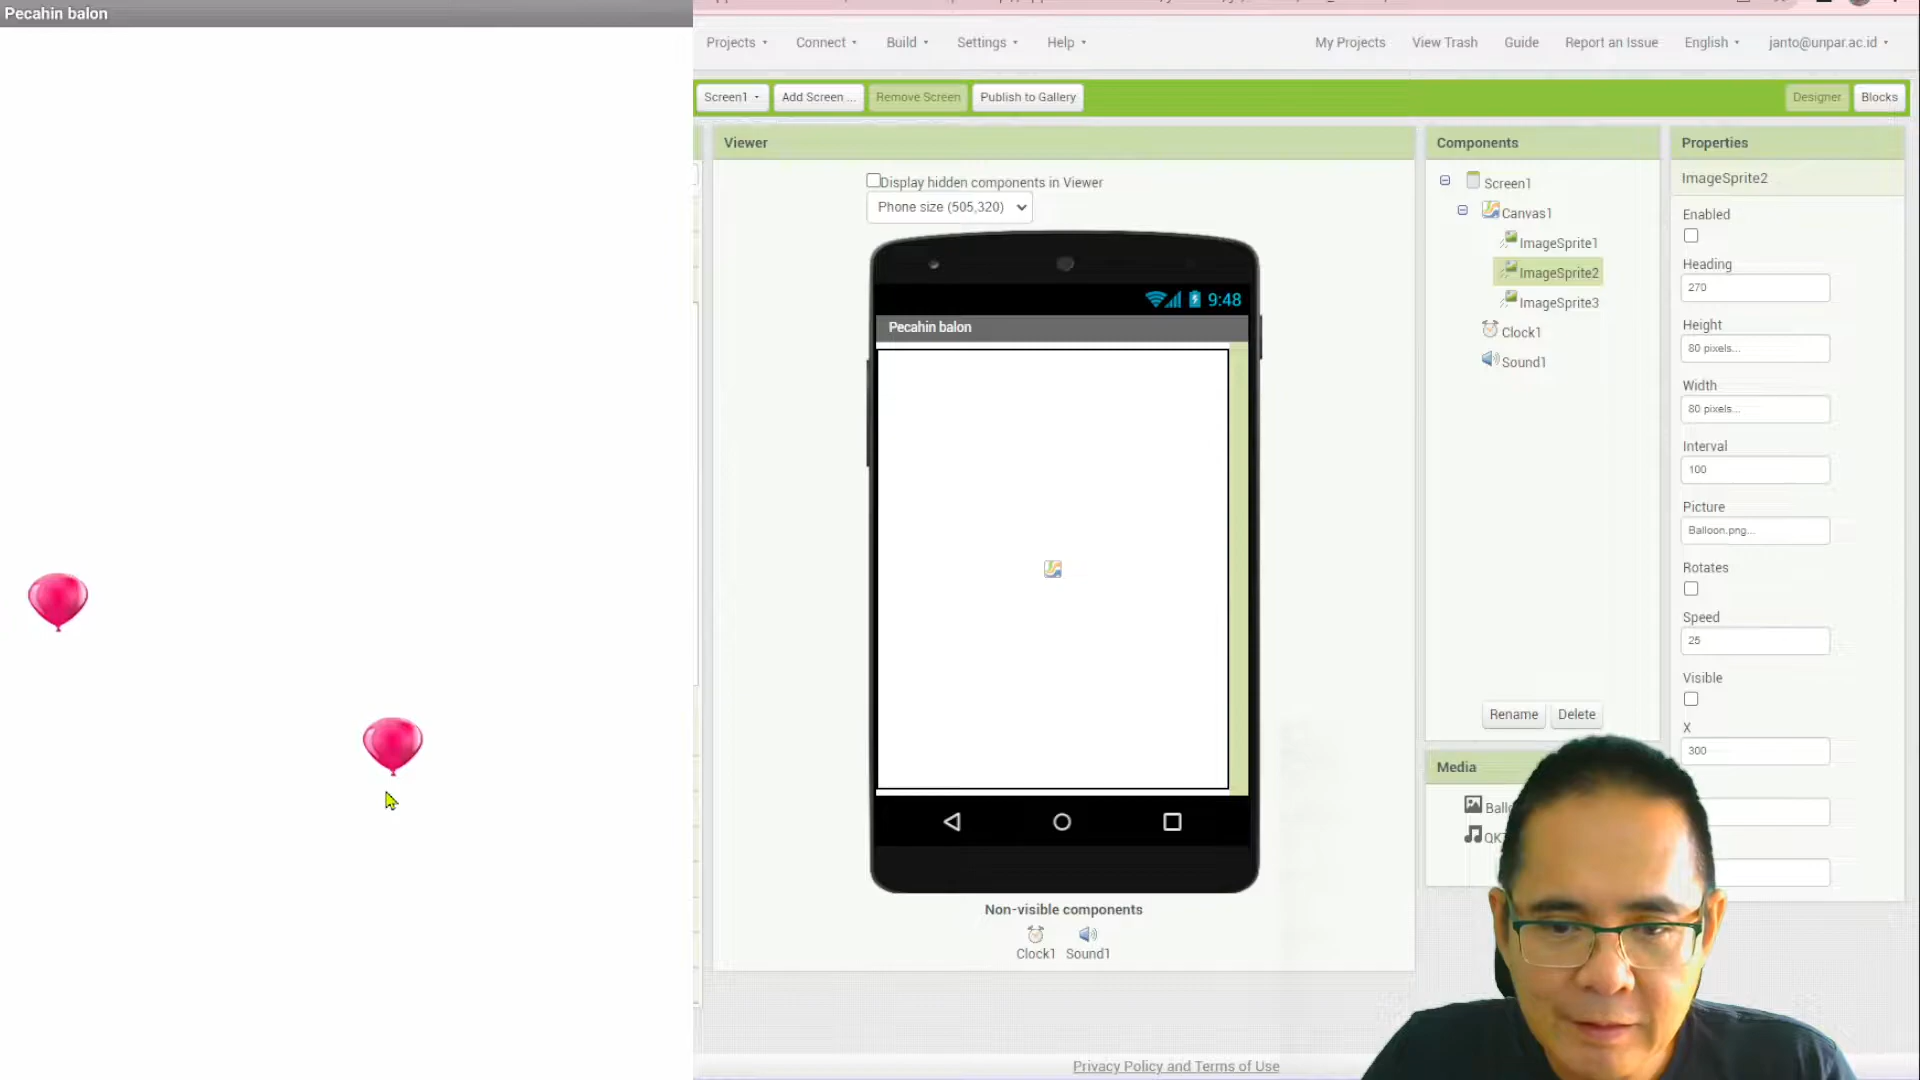 Pecahin balon
Projects Connect Build Settings Help My Projects View Trash Guide Report an Issue English janto@unpar.ac.id
Screen1 Add Screen ... Remove Screen Publish to Gallery Designer Blocks
Viewer
Display hidden components in Viewer
Phone size (505,320)
9:48
Pecahin balon
Non-visible components
Clock1 Sound1
Components
Screen1
Canvas1
ImageSprite1
ImageSprite2
ImageSprite3
Clock1
Sound1
Rename Delete
Media
Properties
ImageSprite2
Enabled
Heading
270
Height
80 pixels...
Width
80 pixels...
Interval
100
Picture
Balloon.png...
Rotates
Speed
25
Visible
X
300
Privacy Policy and Terms of Use